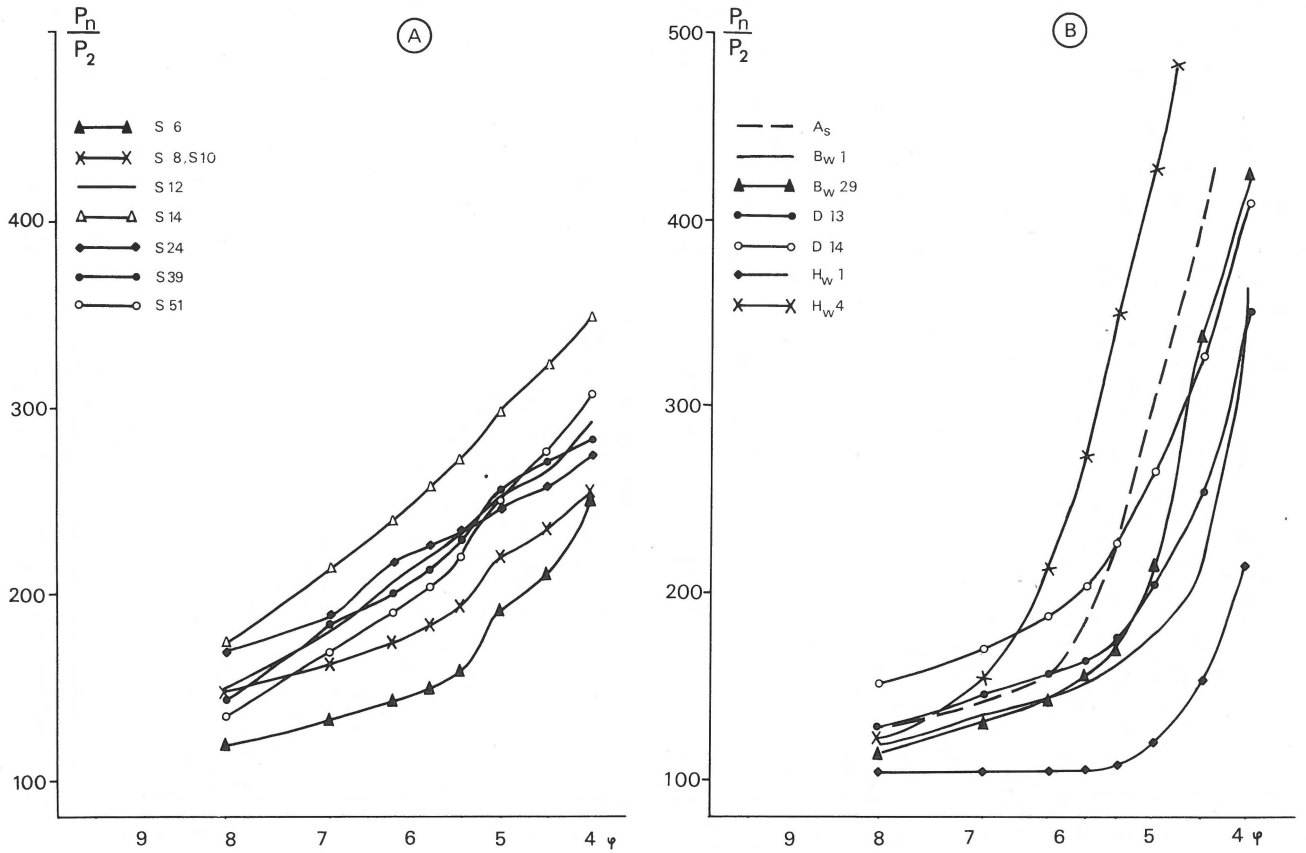 Pn
P2
A
S 6
S 8,S10
S 12
S 14
S 24
S 39
S 51
400
300
200
100
9 8 7 6 5 4 φ
Pn
P2
B
As
Bw 1
Bw 29
D 13
D 14
Hw 1
Hw 4
500
400
300
200
100
9 8 7 6 5 4 φ